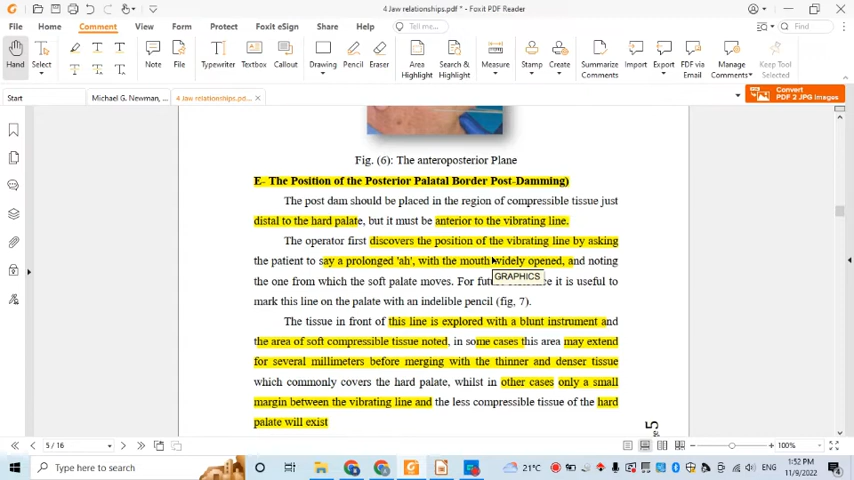 4 Jaw relationships.pdf * - Foxit PDF Reader
File Home Comment View Form Protect Foxit eSign Share Help Tell me... Find
Hand Select Note File Typewriter Textbox Callout Drawing Pencil Eraser Area Highlight Search & Highlight Measure Stamp Create Summarize Comments Import Export FDF via Email Manage Comments Keep Tool Selected
Start Michael G. Newman, ... 4 Jaw relationships.pd... Convert PDF 2 JPG Images
Fig. (6): The anteroposterior Plane
E- The Position of the Posterior Palatal Border Post-Damming)
The post dam should be placed in the region of compressible tissue just
distal to the hard palate, but it must be anterior to the vibrating line.
The operator first discovers the position of the vibrating line by asking
the patient to say a prolonged 'ah', with the mouth widely opened, and noting
GRAPHICS
the one from which the soft palate moves. For it is useful to
mark this line on the palate with an indelible pencil (fig, 7).
The tissue in front of this line is explored with a blunt instrument and
the area of soft compressible tissue noted, in some cases this area may extend
for several millimeters before merging with the thinner and denser tissue
which commonly covers the hard palate, whilst in other cases only a small
margin between the vibrating line and the less compressible tissue of the hard
palate will exist
5
5 / 16 100%
Type here to search 21°C ENG 1:52 PM
11/9/2022 4